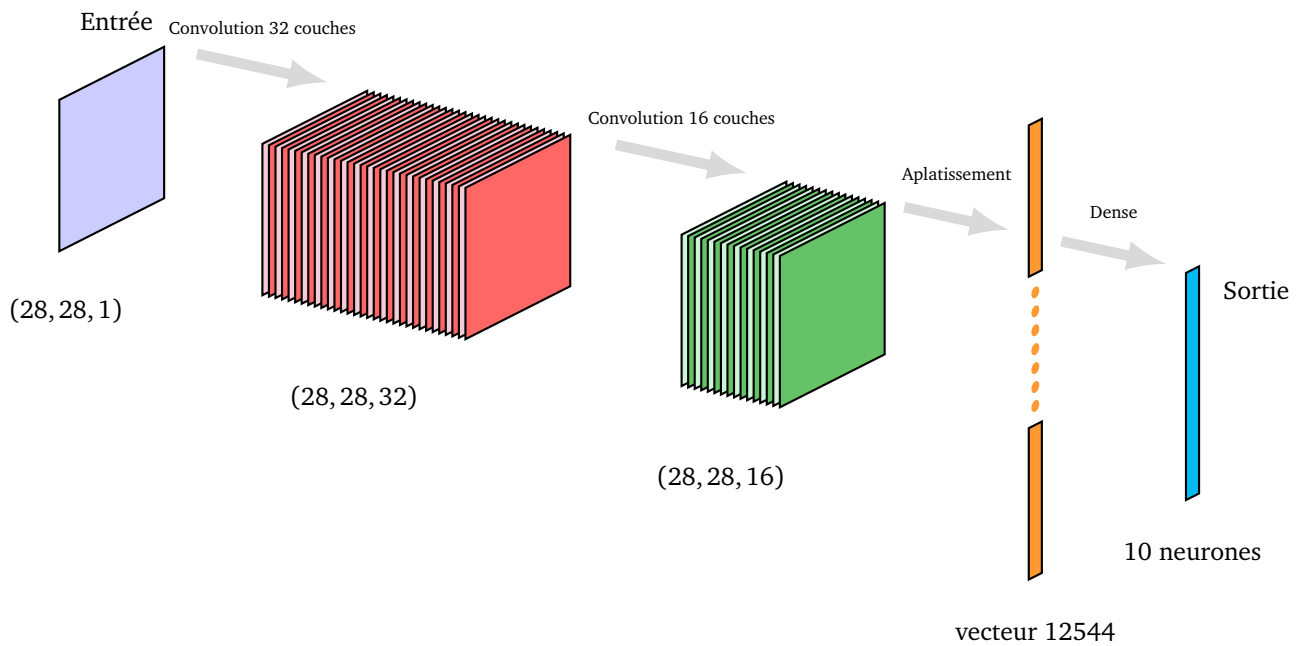 Entrée
Convolution 32 couches
(28, 28, 1)
(28, 28, 32)
Convolution 16 couches
(28, 28, 16)
Aplatissement
vecteur 12544
Dense
Sortie
10 neurones